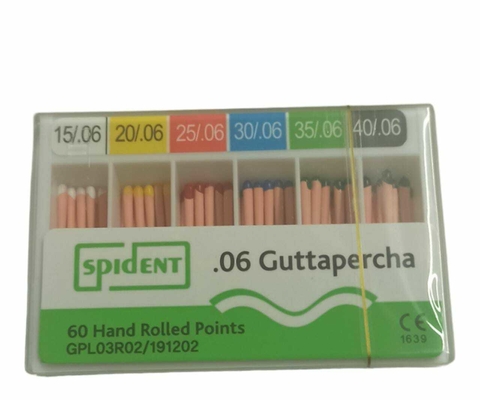 15/.06 20/.06 25/.06 30/.06 35/.06 40/.06
SPIDENT
.06 Guttapercha
60 Hand Rolled Points
GPL03R02/191202
CE
1639